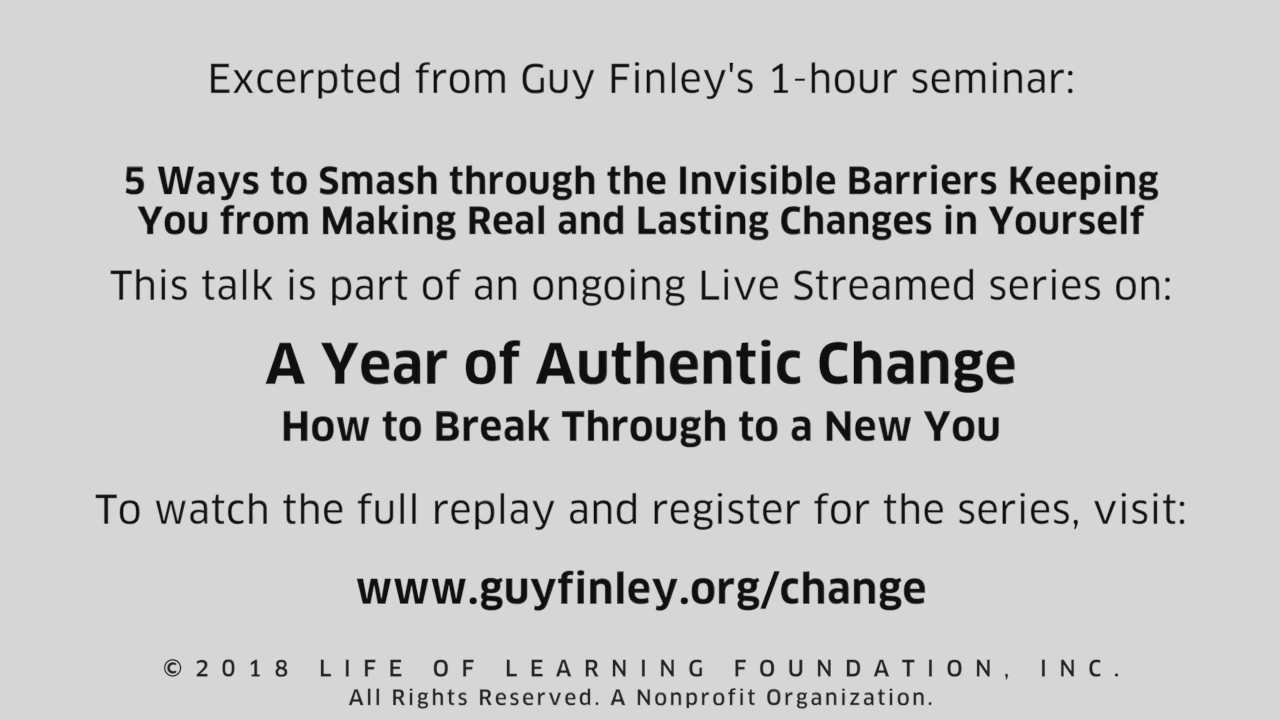 Excerpted from Guy Finley's 1-hour seminar:
5 Ways to Smash through the Invisible Barriers Keeping
You from Making Real and Lasting Changes in Yourself
This talk is part of an ongoing Live Streamed series on:
A Year of Authentic Change
How to Break Through to a New You
To watch the full replay and register for the series, visit:
www.guyfinley.org/change
©2018 LIFE OF LEARNING FOUNDATION, INC.
All Rights Reserved. A Nonprofit Organization.